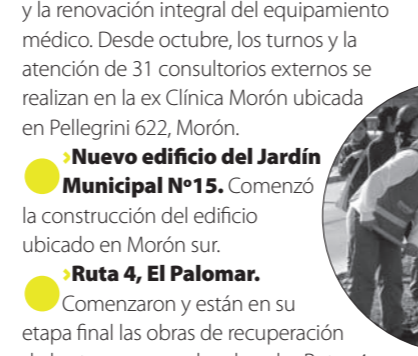 y la renovación integral del equipamiento
médico. Desde octubre, los turnos y la
atención de 31 consultorios externos se
realizan en la ex Clínica Morón ubicada
en Pellegrini 622, Morón.
›Nuevo edificio del Jardín
Municipal Nº15. Comenzó
la construcción del edificio
ubicado en Morón sur.
›Ruta 4, El Palomar.
Comenzaron y están en su
etapa final las obras de recuperación